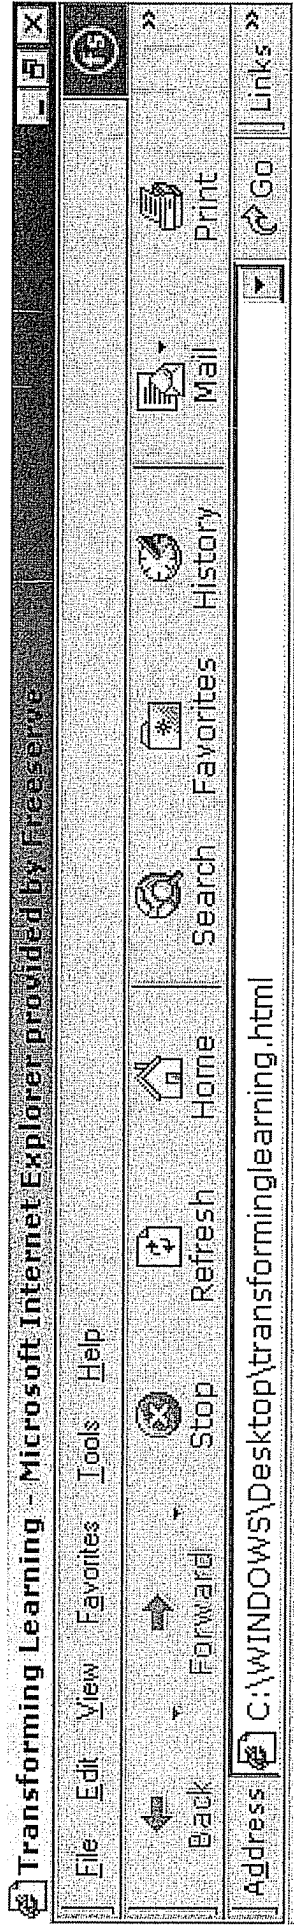 Transforming Learning - Microsoft Internet Explorer provided by Freeserve
File Edit View Favorites Tools Help
Back Forward Stop Refresh Home Search Favorites History Mail Print »
Address C:\WINDOWS\Desktop\transforminglearning.html Go Links »